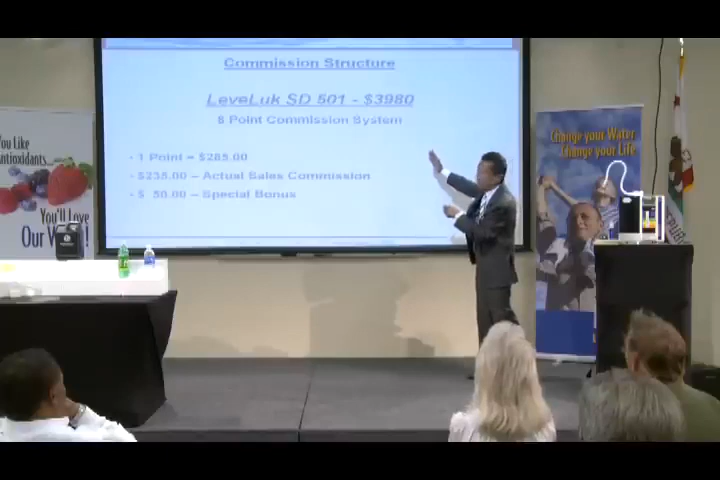 Commission Structure
LeveLuk SD 501 - $3980
8 Point Commission System
- 1 Point = $285.00
- $235.00 – Actual Sales Commission
- $ 50.00 – Special Bonus
You Like
ntioxidants...
You'll Love
Our W
Change your Water
Change your Life